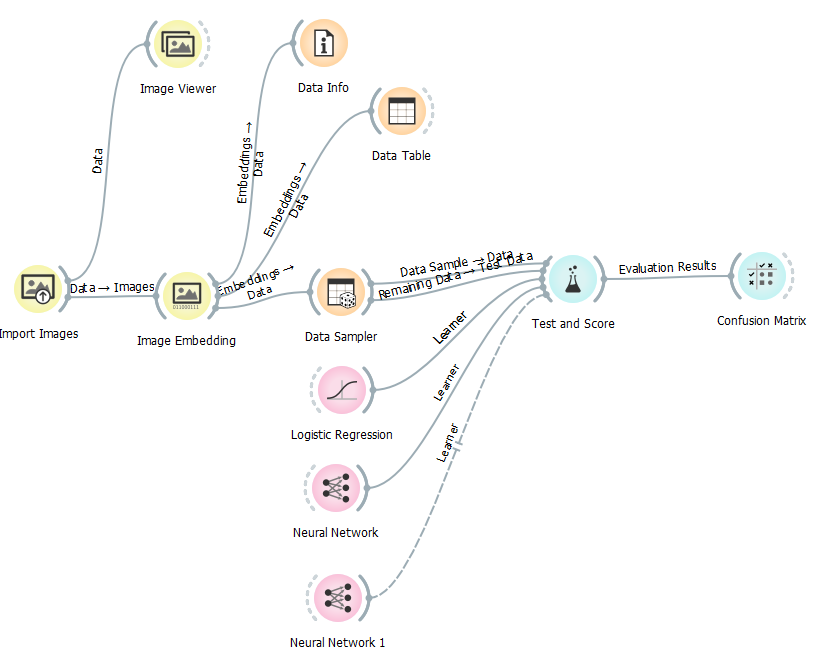 Image Viewer
Data Info
Data Table
Data
Embeddings →
Data
Embeddings →
Data
Import Images
Data → Images
Image Embedding
Embeddings →
Data
Data Sampler
Data Sample → Data
Remaining Data → Test Data
Test and Score
Evaluation Results
Confusion Matrix
Learner
Logistic Regression
Learner
Neural Network
Learner
Neural Network 1